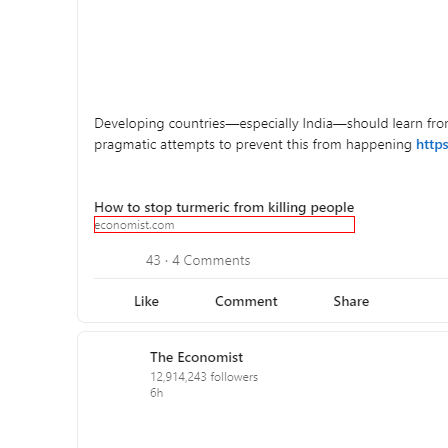 Developing countries—especially India—should learn fro
pragmatic attempts to prevent this from happening https
How to stop turmeric from killing people
economist.com
43 · 4 Comments
Like Comment Share
The Economist
12,914,243 followers
6h